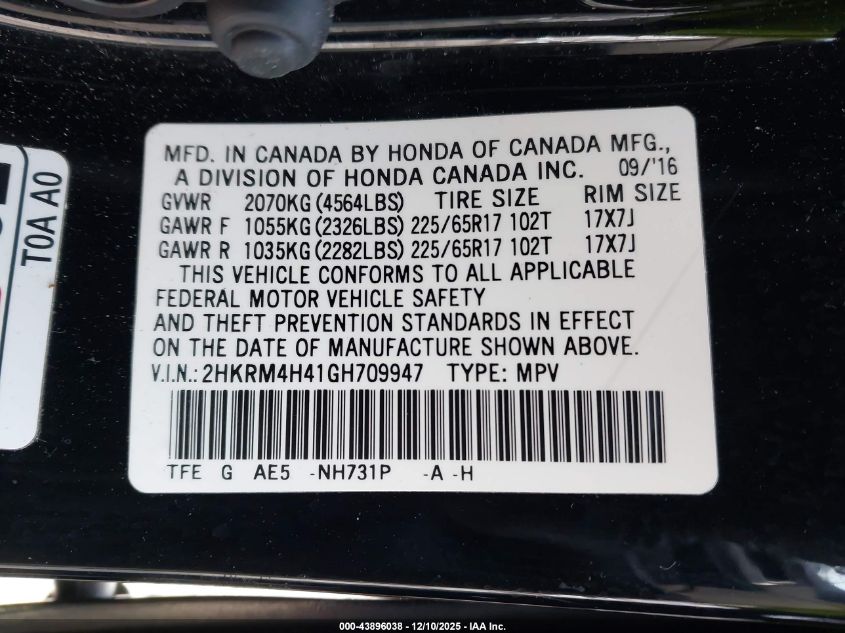 MFD. IN CANADA BY HONDA OF CANADA MFG.,
A DIVISION OF HONDA CANADA INC. 09/'16
GVWR 2070KG (4564LBS) TIRE SIZE RIM SIZE
GAWR F 1055KG (2326LBS) 225/65R17 102T 17X7J
GAWR R 1035KG (2282LBS) 225/65R17 102T 17X7J
THIS VEHICLE CONFORMS TO ALL APPLICABLE
FEDERAL MOTOR VEHICLE SAFETY
AND THEFT PREVENTION STANDARDS IN EFFECT
ON THE DATE OF MANUFACTURE SHOWN ABOVE.
V.I.N.: 2HKRM4H41GH709947 TYPE: MPV
TFE G AE5 -NH731P -A -H
T0A A0
000-43896038 - 12/10/2025 - IAA Inc.